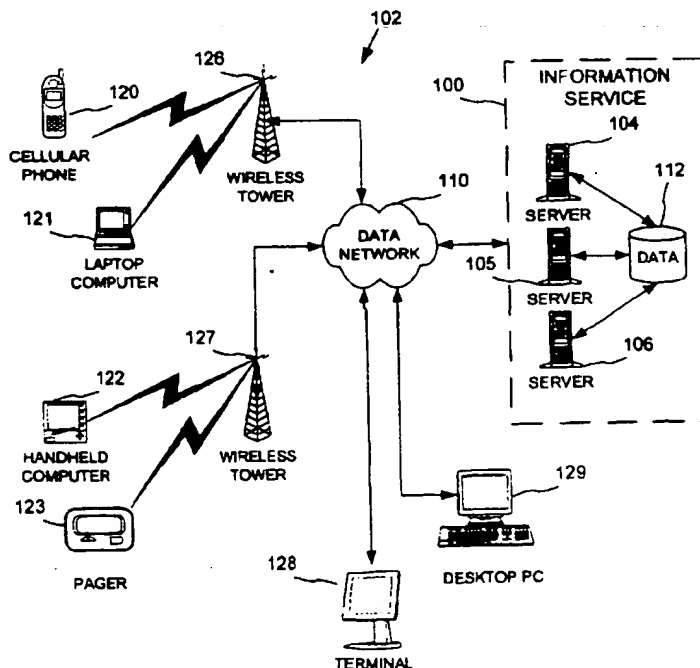 102
126
120
CELLULAR
PHONE
WIRELESS
TOWER
121
LAPTOP
COMPUTER
110
DATA
NETWORK
100
INFORMATION
SERVICE
104
SERVER
112
DATA
105
SERVER
106
SERVER
127
122
HANDHELD
COMPUTER
WIRELESS
TOWER
123
PAGER
129
DESKTOP PC
128
TERMINAL